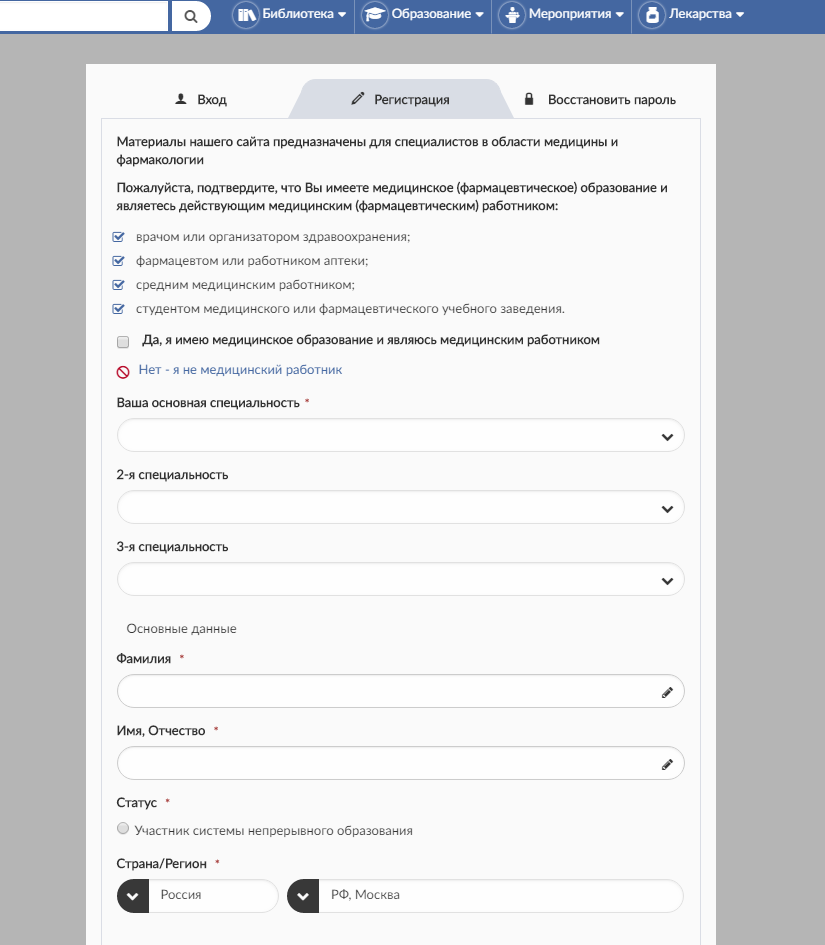 Библиотека Образование Мероприятия Лекарства
Вход Регистрация Восстановить пароль
Материалы нашего сайта предназначены для специалистов в области медицины и
фармакологии
Пожалуйста, подтвердите, что Вы имеете медицинское (фармацевтическое) образование и
являетесь действующим медицинским (фармацевтическим) работником:
врачом или организатором здравоохранения;
фармацевтом или работником аптеки;
средним медицинским работником;
студентом медицинского или фармацевтического учебного заведения.
Да, я имею медицинское образование и являюсь медицинским работником
Нет - я не медицинский работник
Ваша основная специальность *
2-я специальность
3-я специальность
Основные данные
Фамилия *
Имя, Отчество *
Статус *
Участник системы непрерывного образования
Страна/Регион *
Россия РФ, Москва